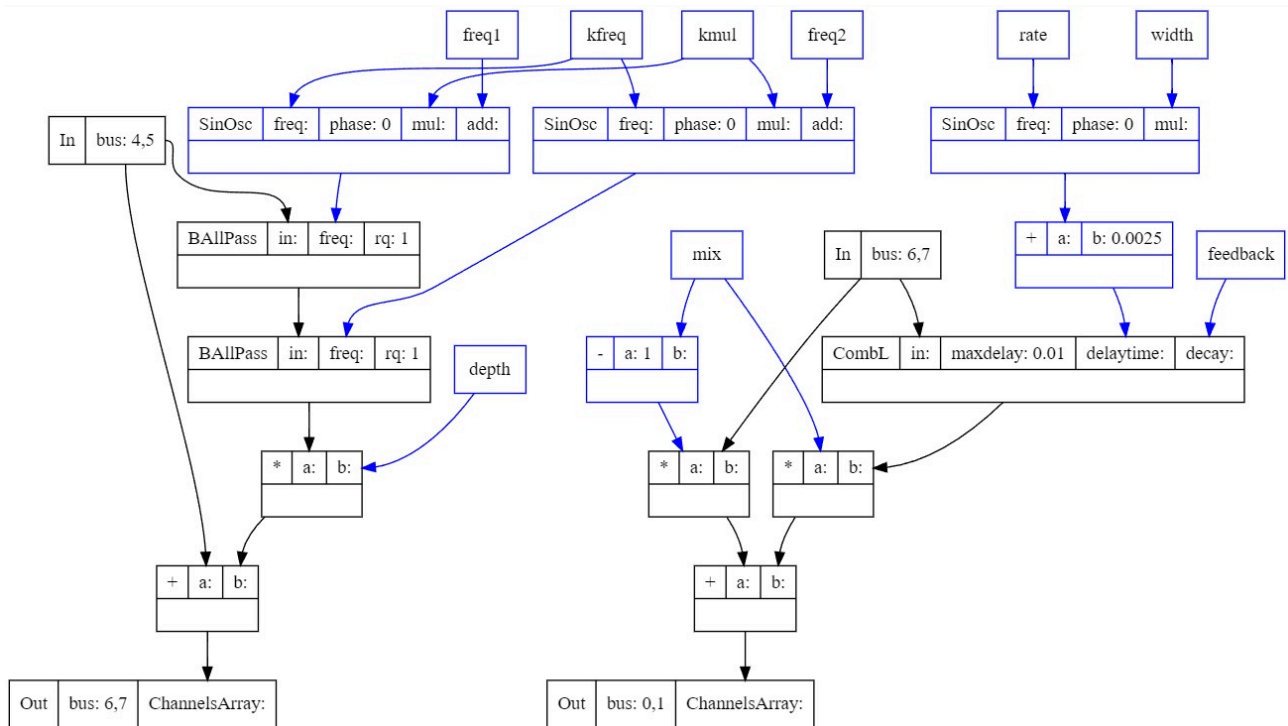 freq1 kfreq kmul freq2 rate width
SinOsc freq: phase: 0 mul: add:
SinOsc freq: phase: 0 mul: add:
SinOsc freq: phase: 0 mul:
In bus: 4,5
BAllPass in: freq: rq: 1
mix
In bus: 6,7
+ a: b: 0.0025
feedback
BAllPass in: freq: rq: 1
depth
- a: 1 b:
CombL in: maxdelay: 0.01 delaytime: decay:
* a: b:
* a: b:
* a: b:
+ a: b:
+ a: b:
Out bus: 6,7 ChannelsArray:
Out bus: 0,1 ChannelsArray: